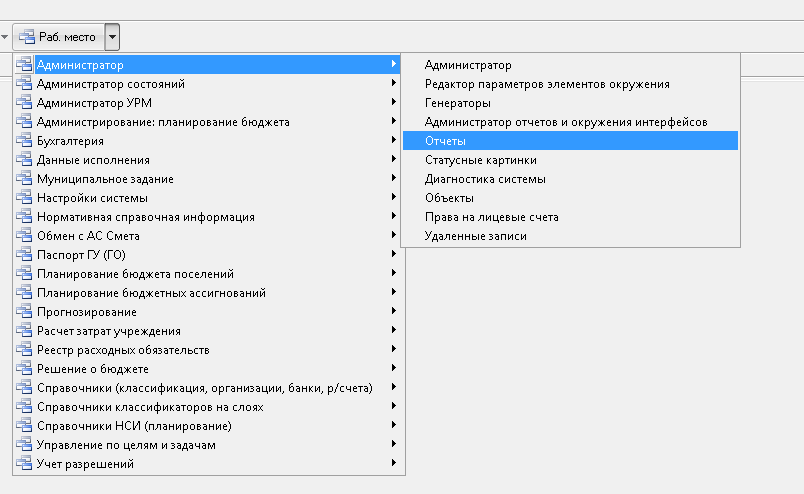 Раб. место
Администратор
Администратор состояний
Администратор УРМ
Администрирование: планирование бюджета
Бухгалтерия
Данные исполнения
Муниципальное задание
Настройки системы
Нормативная справочная информация
Обмен с АС Смета
Паспорт ГУ (ГО)
Планирование бюджета поселений
Планирование бюджетных ассигнований
Прогнозирование
Расчет затрат учреждения
Реестр расходных обязательств
Решение о бюджете
Справочники (классификация, организации, банки, р/счета)
Справочники классификаторов на слоях
Справочники НСИ (планирование)
Управление по целям и задачам
Учет разрешений
Администратор
Редактор параметров элементов окружения
Генераторы
Администратор отчетов и окружения интерфейсов
Отчеты
Статусные картинки
Диагностика системы
Объекты
Права на лицевые счета
Удаленные записи